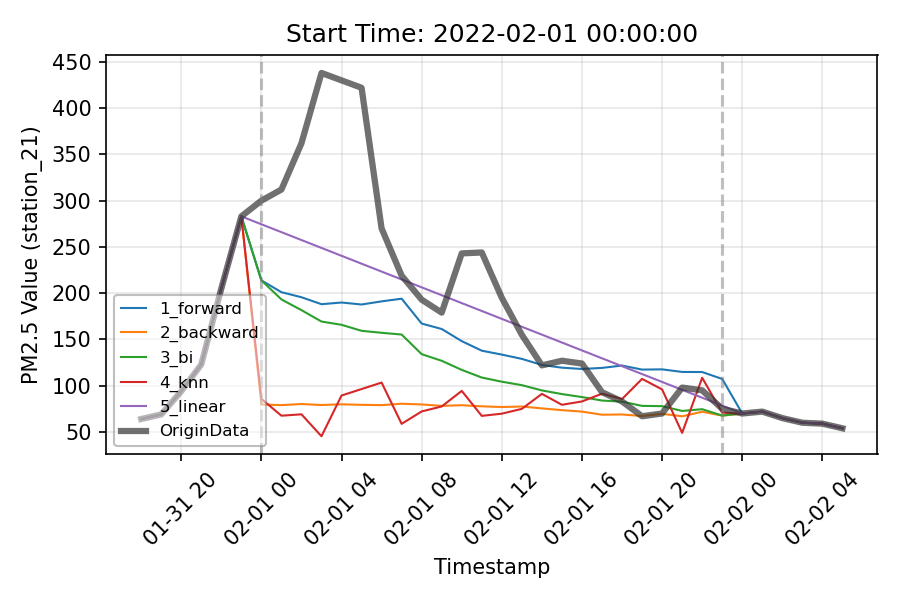 Start Time: 2022-02-01 00:00:00
PM2.5 Value (station_21)
450
400
350
300
250
200
150
100
50
1_forward
2_backward
3_bi
4_knn
5_linear
OriginData
01-31 20
02-01 00
02-01 04
02-01 08
02-01 12
02-01 16
02-01 20
02-02 00
02-02 04
Timestamp